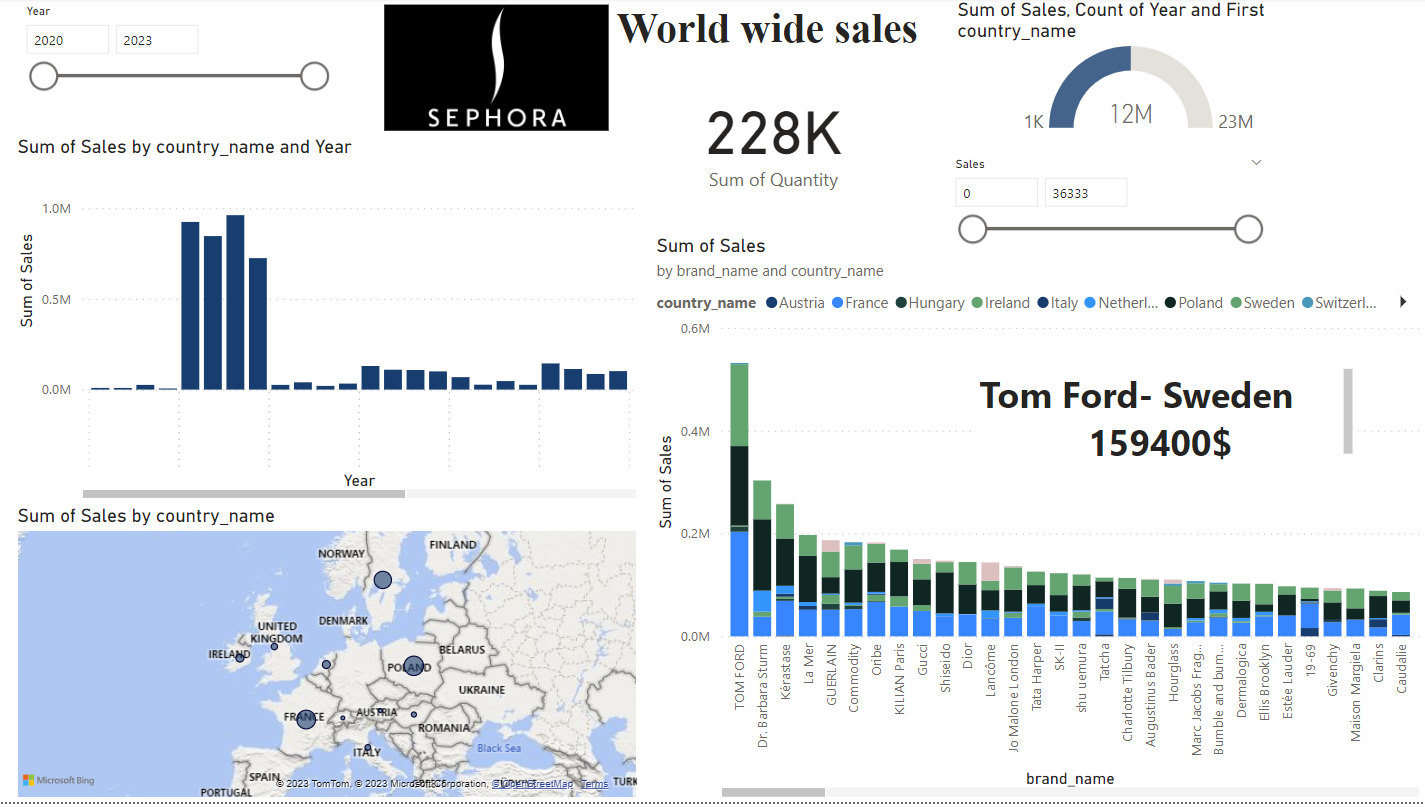 Year
2020
2023
SEPHORA
World wide sales
228K
Sum of Quantity
Sum of Sales, Count of Year and First
country_name
12M
1K
23M
Sales
0
36333
Sum of Sales by country_name and Year
Sum of Sales
1.0M
0.5M
0.0M
Year
Sum of Sales by country_name
NORWAY
FINLAND
UNITED
KINGDOM
DENMARK
IRELAND
BELARUS
POLAND
UKRAINE
FRANCE
AUSTRIA
ROMANIA
ITALY
Black Sea
SPAIN
PORTUGAL
TURK
Microsoft Bing
© 2023 TomTom, © 2023 Microsoft Corporation, © OpenStreetMap Terms
Sum of Sales
by brand_name and country_name
country_name Austria France Hungary Ireland Italy Netherl... Poland Sweden Switzerl...
Sum of Sales
0.6M
0.4M
0.2M
0.0M
Tom Ford- Sweden
159400$
TOM FORD
Dr. Barbara Sturm
Kérastase
La Mer
GUERLAIN
Commodity
Oribe
KILIAN Paris
Gucci
Shiseido
Dior
Lancôme
Jo Malone London
Tata Harper
SK-II
shu uemura
Tatcha
Charlotte Tilbury
Augustinus Bader
Hourglass
Marc Jacobs Frag...
Bumble and bum...
Dermalogica
Ellis Brooklyn
Estée Lauder
19-69
Givenchy
Maison Margiela
Clarins
Caudalie
brand_name